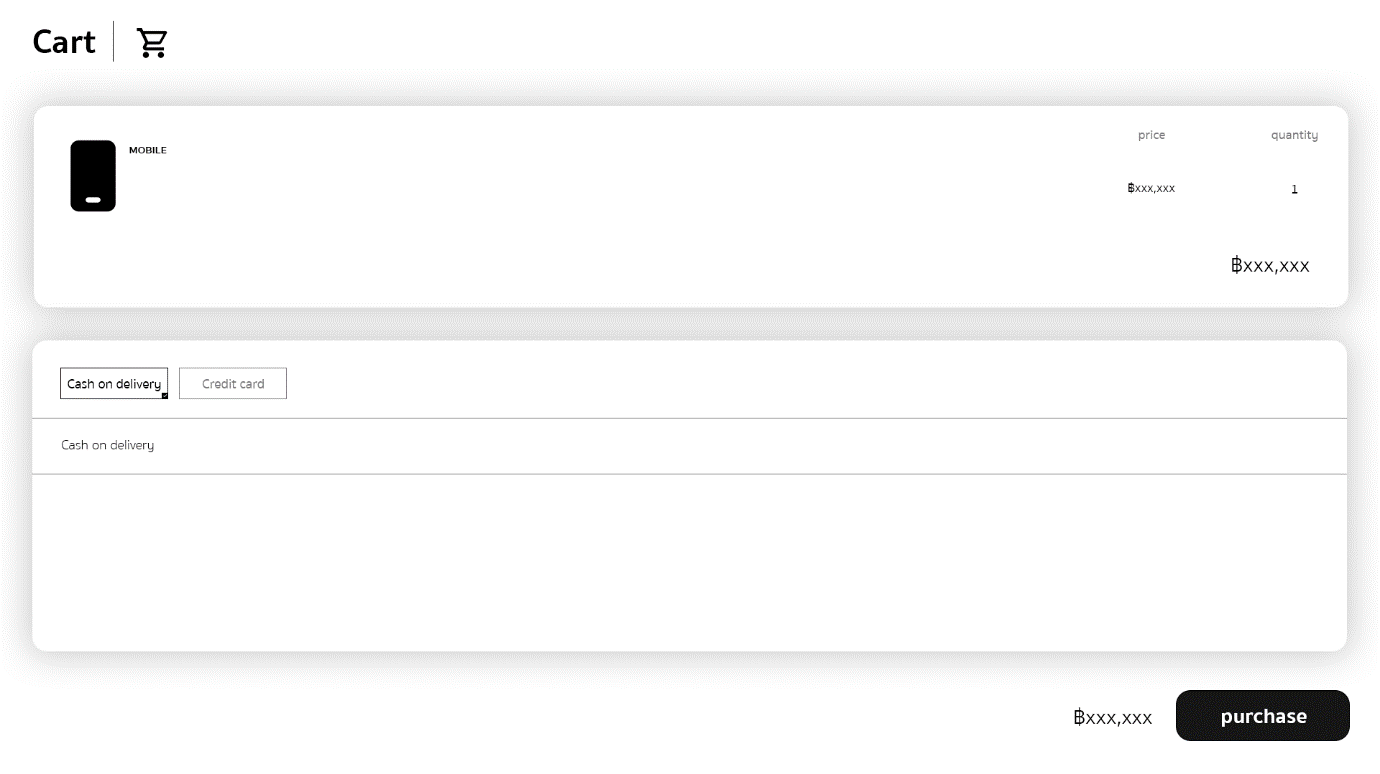 Cart
MOBILE
price quantity
฿xxx,xxx 1
฿xxx,xxx
Cash on delivery Credit card
Cash on delivery
฿xxx,xxx purchase